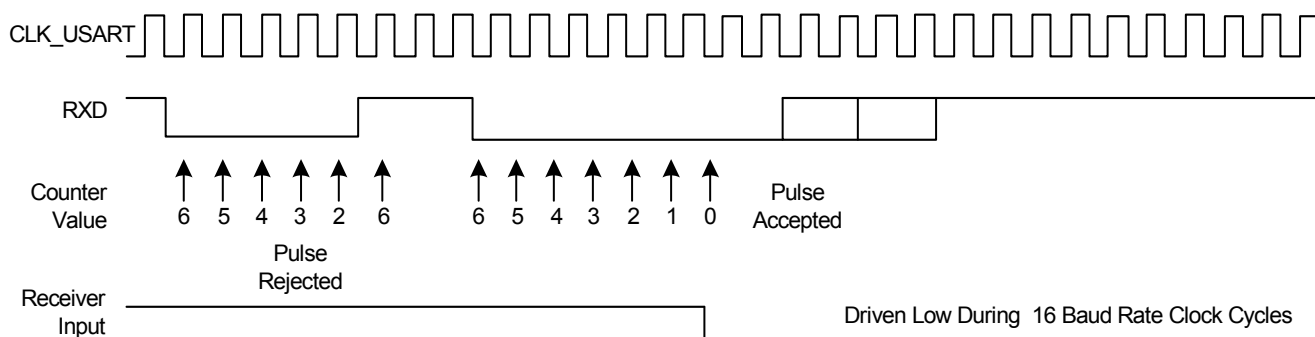 CLK_USART
RXD
Counter
Value
6 5 4 3 2 6 6 5 4 3 2 1 0
Pulse
Accepted
Pulse
Rejected
Receiver
Input
Driven Low During 16 Baud Rate Clock Cycles